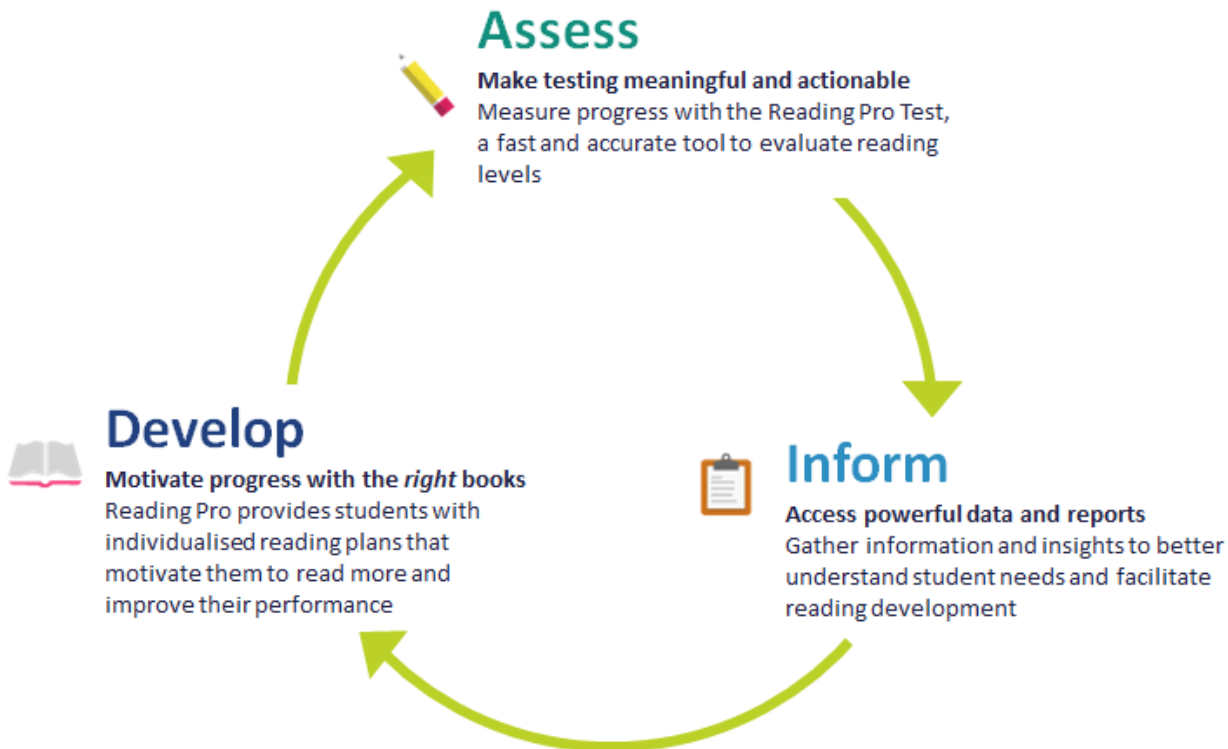 Assess
Make testing meaningful and actionable
Measure progress with the Reading Pro Test,
a fast and accurate tool to evaluate reading
levels
Inform
Access powerful data and reports
Gather information and insights to better
understand student needs and facilitate
reading development
Develop
Motivate progress with the right books
Reading Pro provides students with
individualised reading plans that
motivate them to read more and
improve their performance